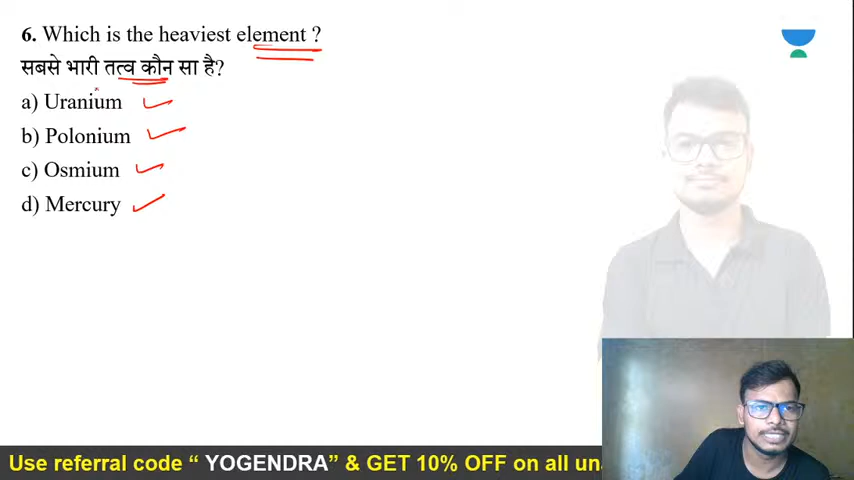 6. Which is the heaviest element ?
सबसे भारी तत्व कौन सा है?
a) Uranium
b) Polonium
c) Osmium
d) Mercury
Use referral code “ YOGENDRA” & GET 10% OFF on all